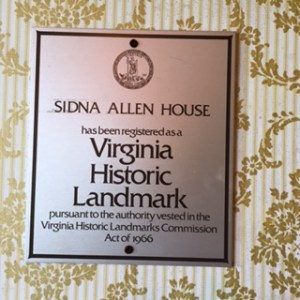 SIDNA ALLEN HOUSE
has been registered as a
Virginia
Historic
Landmark
pursuant to the authority vested in the
Virginia Historic Landmarks Commission
Act of 1966